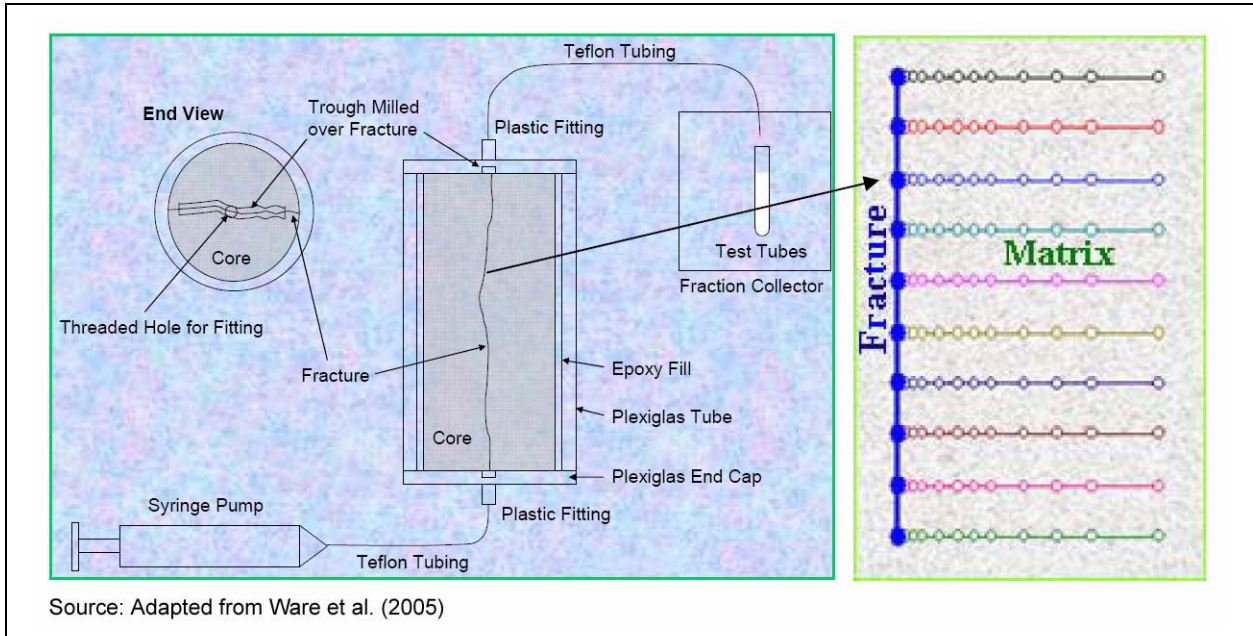 Teflon Tubing
End View
Trough Milled
over Fracture
Plastic Fitting
Core
Threaded Hole for Fitting
Fracture
Test Tubes
Fraction Collector
Epoxy Fill
Plexiglas Tube
Core
Plexiglas End Cap
Syringe Pump
Plastic Fitting
Teflon Tubing
Fracture
Matrix
Source: Adapted from Ware et al. (2005)